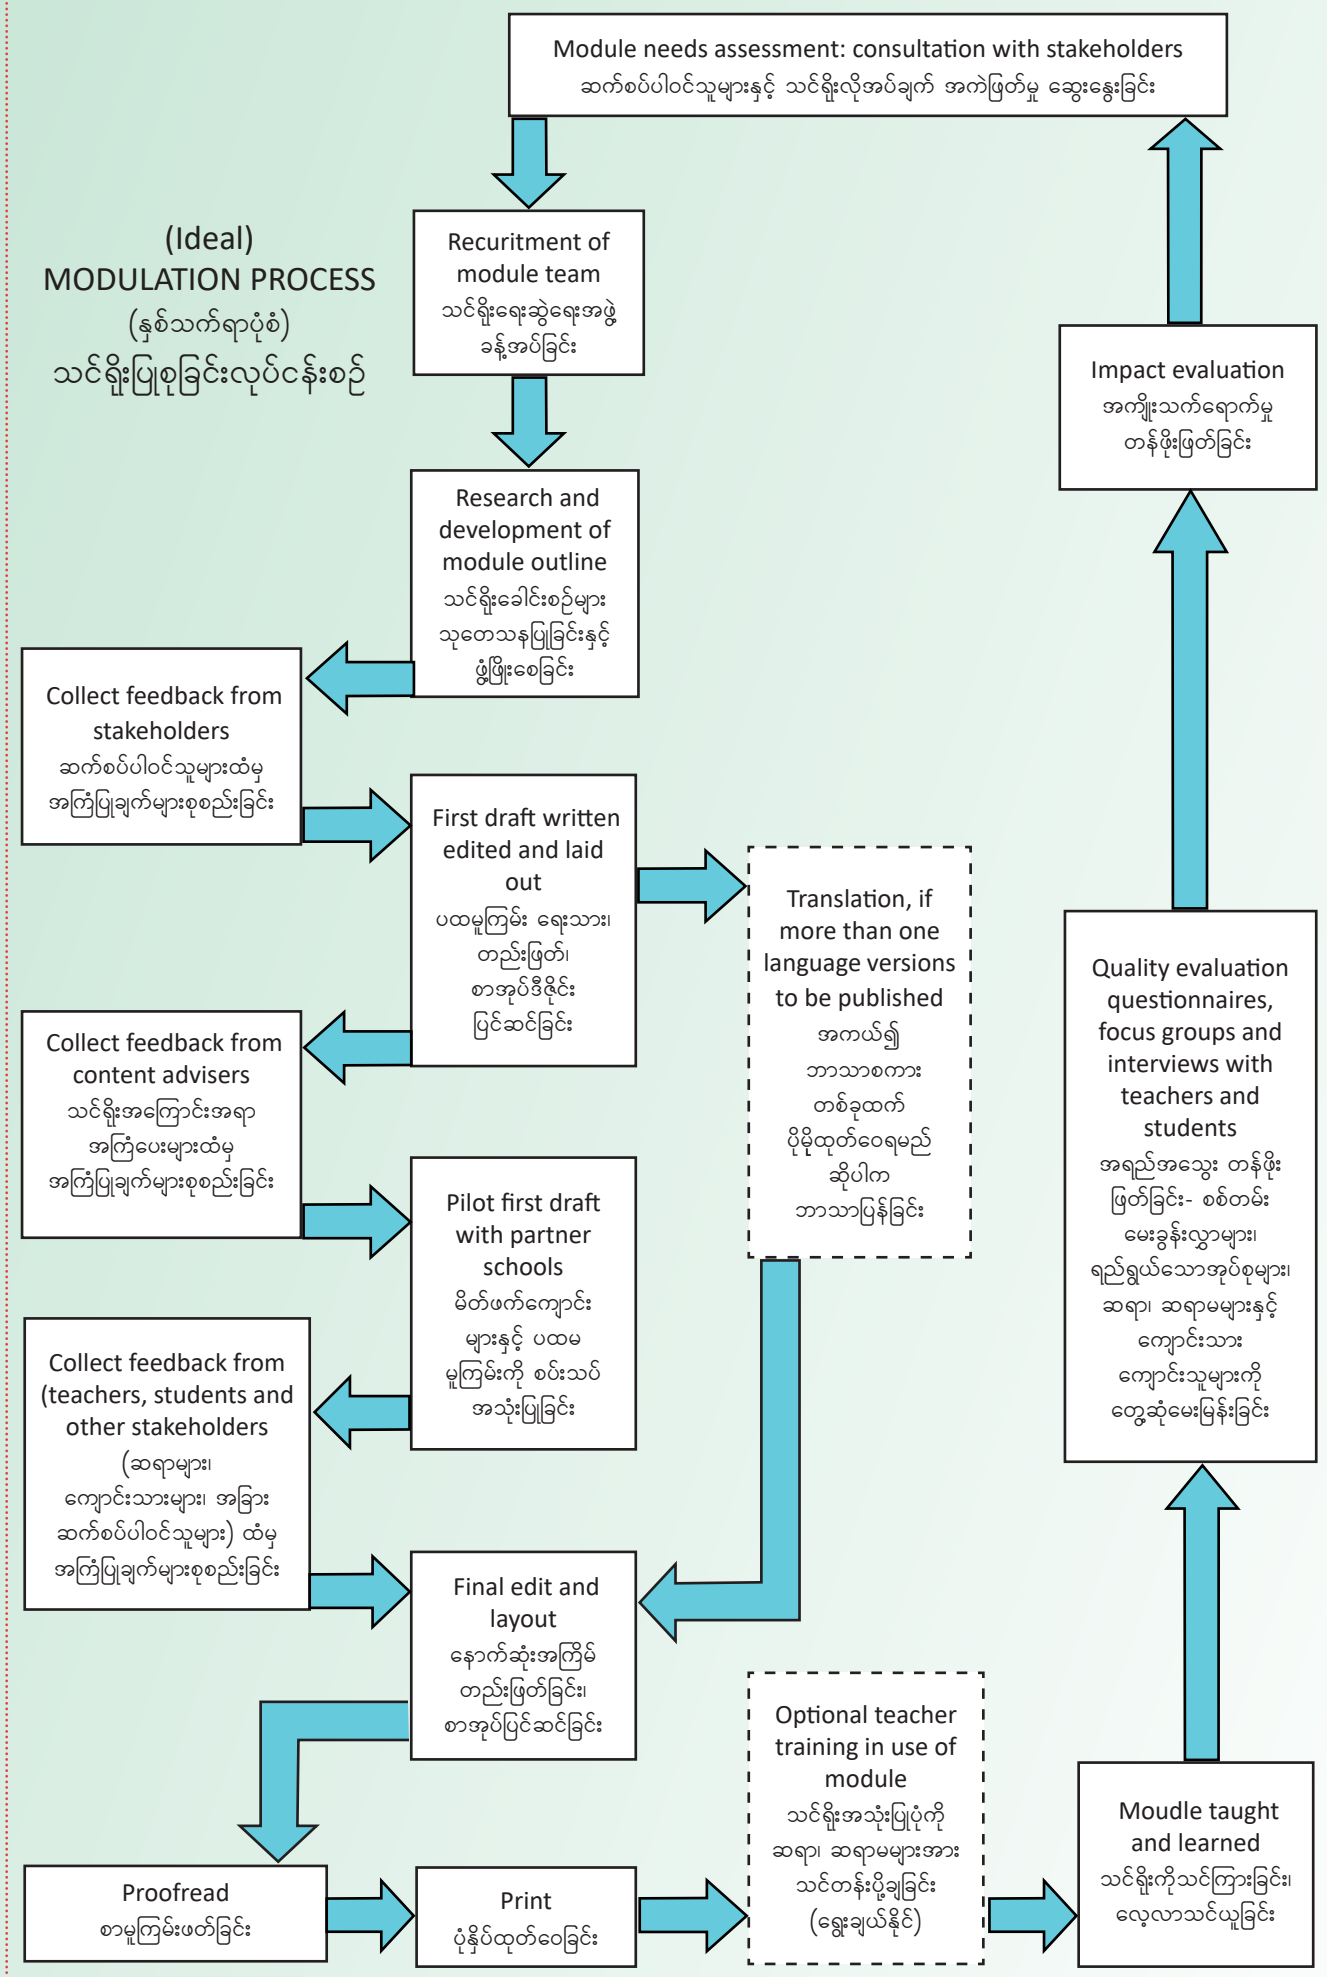 Module needs assessment: consultation with stakeholders
ဆက်စပ်ပါဝင်သူများနှင့် သင်ရိုးလိုအပ်ချက် အကဲဖြတ်မှု ဆွေးနွေးခြင်း
(Ideal)
MODULATION PROCESS
(နှစ်သက်ရာပုံစံ)
သင်ရိုးပြုစုခြင်းလုပ်ငန်းစဉ်
Recuritment of
module team
သင်ရိုးရေးဆွဲရေးအဖွဲ့
ခန့်အပ်ခြင်း
Research and
development of
module outline
သင်ရိုးခေါင်းစဉ်များ
သုတေသနပြုခြင်းနှင့်
ဖွံ့ဖြိုးစေခြင်း
Collect feedback from
stakeholders
ဆက်စပ်ပါဝင်သူများထံမှ
အကြံပြုချက်များစုစည်းခြင်း
First draft written
edited and laid
out
ပထမူကြမ်း ရေးသား၊
တည်းဖြတ်၊
စာအုပ်ဒီဇိုင်း
ပြင်ဆင်ခြင်း
Translation, if
more than one
language versions
to be published
အကယ်၍
ဘာသာစကား
တစ်ခုထက်
ပိုမိုထုတ်ဝေရမည်
ဆိုပါက
ဘာသာပြန်ခြင်း
Collect feedback from
content advisers
သင်ရိုးအကြောင်းအရာ
အကြံပေးများထံမှ
အကြံပြုချက်များစုစည်းခြင်း
Pilot first draft
with partner
schools
မိတ်ဖက်ကျောင်း
များနှင့် ပထမ
မူကြမ်းကို စပ်းသပ်
အသုံးပြုခြင်း
Collect feedback from
(teachers, students and
other stakeholders
(ဆရာများ၊
ကျောင်းသားများ၊ အခြား
ဆက်စပ်ပါဝင်သူများ) ထံမှ
အကြံပြုချက်များစုစည်းခြင်း
Final edit and
layout
နောက်ဆုံးအကြိမ်
တည်းဖြတ်ခြင်း၊
စာအုပ်ပြင်ဆင်ခြင်း
Proofread
စာမူကြမ်းဖတ်ခြင်း
Print
ပုံနှိပ်ထုတ်ဝေခြင်း
Optional teacher
training in use of
module
သင်ရိုးအသုံးပြုပုံကို
ဆရာ၊ ဆရာမများအား
သင်တန်းပို့ချခြင်း
(ရွေးချယ်နိုင်)
Moudle taught
and learned
သင်ရိုးကိုသင်ကြားခြင်း၊
လေ့လာသင်ယူခြင်း
Quality evaluation
questionnaires,
focus groups and
interviews with
teachers and
students
အရည်အသွေး တန်ဖိုး
ဖြတ်ခြင်း- စစ်တမ်း
မေးခွန်းလွှာများ၊
ရည်ရွယ်သောအုပ်စုများ၊
ဆရာ၊ ဆရာမများနှင့်
ကျောင်းသား
ကျောင်းသူများကို
တွေ့ဆုံမေးမြန်းခြင်း
Impact evaluation
အကျိုးသက်ရောက်မှု
တန်ဖိုးဖြတ်ခြင်း